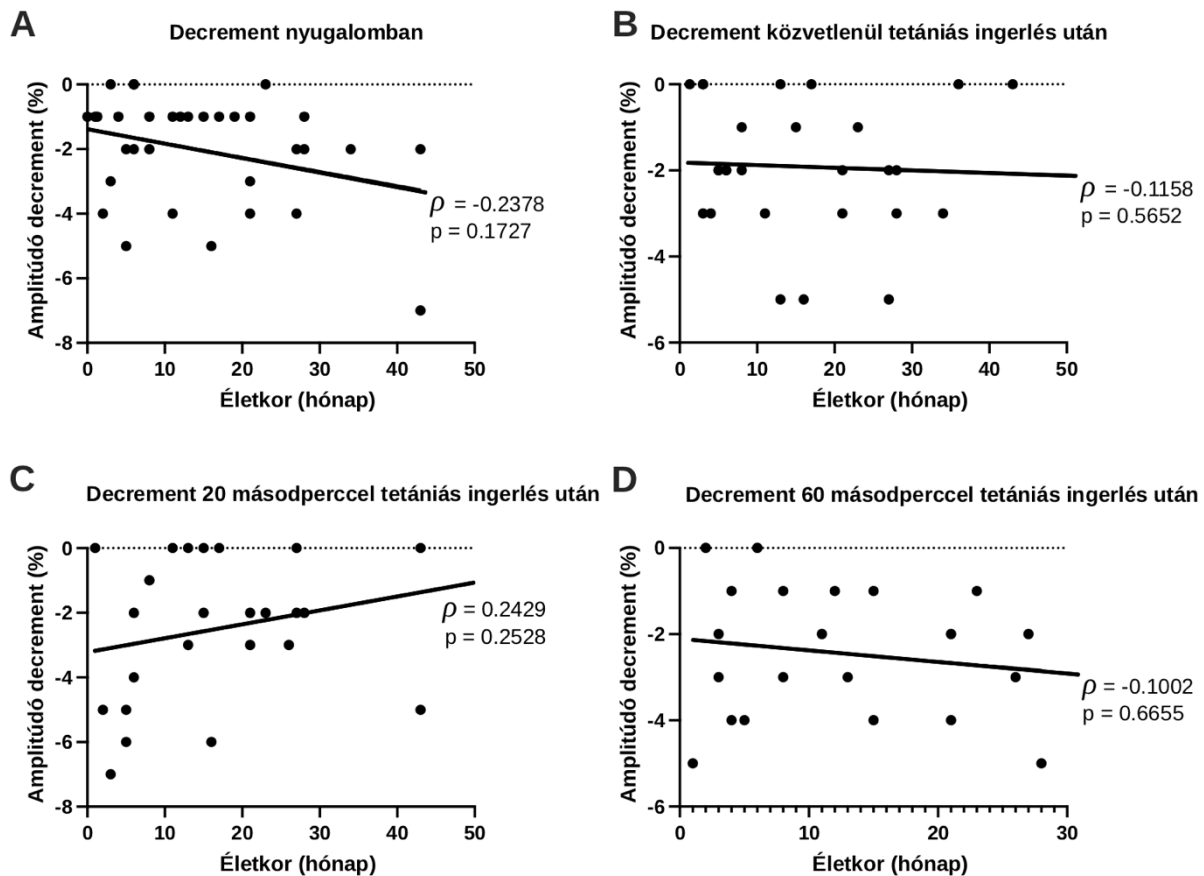 A
Decrement nyugalomban
Amplitúdó decrement (%)
0
-2
-4
-6
-8
ρ = -0.2378
p = 0.1727
0 10 20 30 40 50
Életkor (hónap)
B
Decrement közvetlenül tetániás ingerlés után
Amplitúdó decrement (%)
0
-2
-4
-6
ρ = -0.1158
p = 0.5652
0 10 20 30 40 50
Életkor (hónap)
C
Decrement 20 másodperccel tetániás ingerlés után
Amplitúdó decrement (%)
0
-2
-4
-6
-8
ρ = 0.2429
p = 0.2528
0 10 20 30 40 50
Életkor (hónap)
D
Decrement 60 másodperccel tetániás ingerlés után
Amplitúdó decrement (%)
0
-2
-4
-6
ρ = -0.1002
p = 0.6655
0 10 20 30
Életkor (hónap)